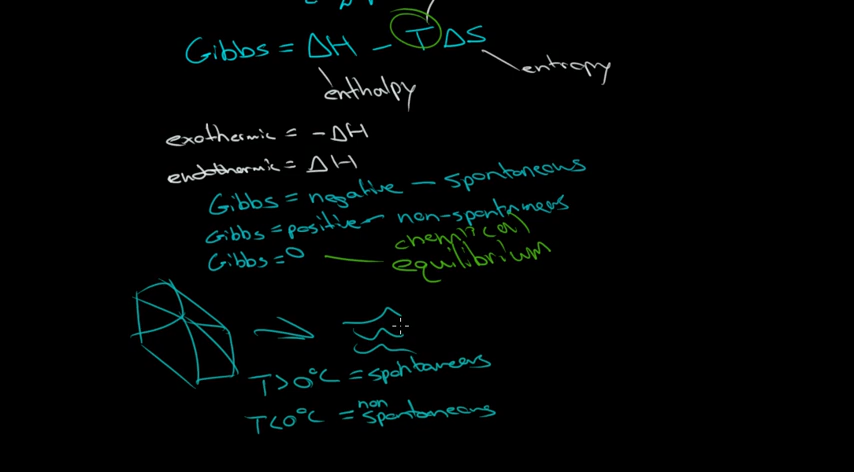 Gibbs = ΔH - TΔS
entropy
enthalpy
exothermic = -ΔH
endothermic = ΔH
Gibbs = negative - spontaneous
Gibbs = positive - non-spontaneous
Gibbs = 0 — chemical equilibrium
T>0°C = spontaneous
T<0°C = non spontaneous